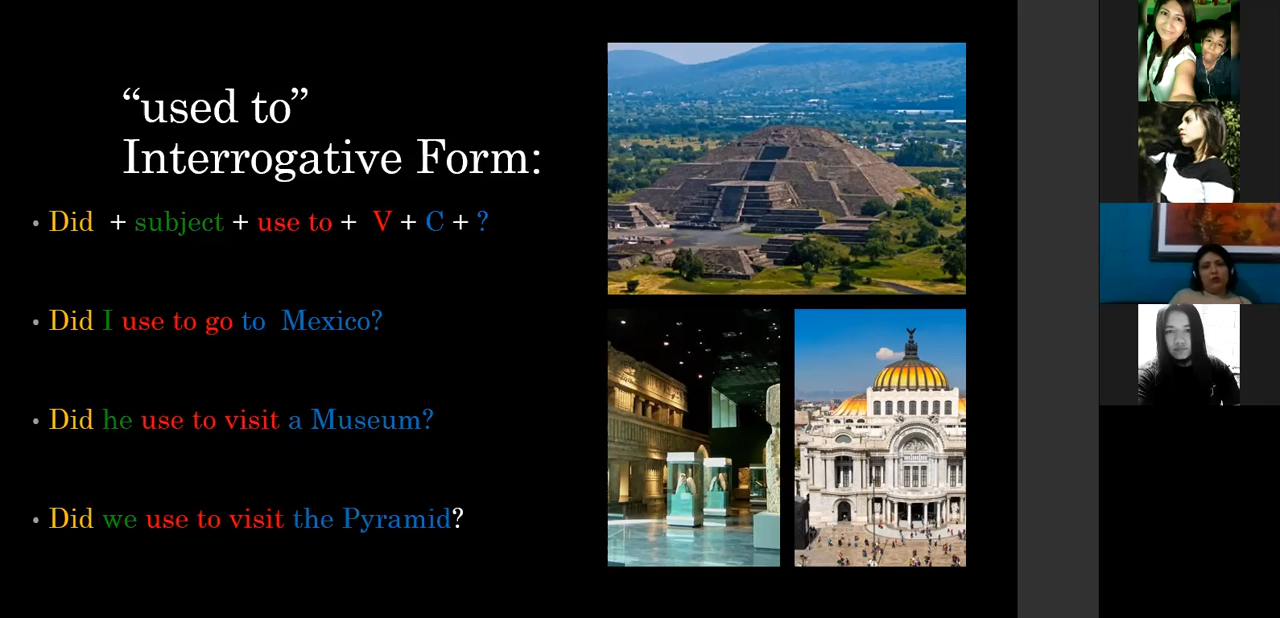 “used to”
Interrogative Form:
• Did + subject + use to + V + C + ?
• Did I use to go to Mexico?
• Did he use to visit a Museum?
• Did we use to visit the Pyramid?